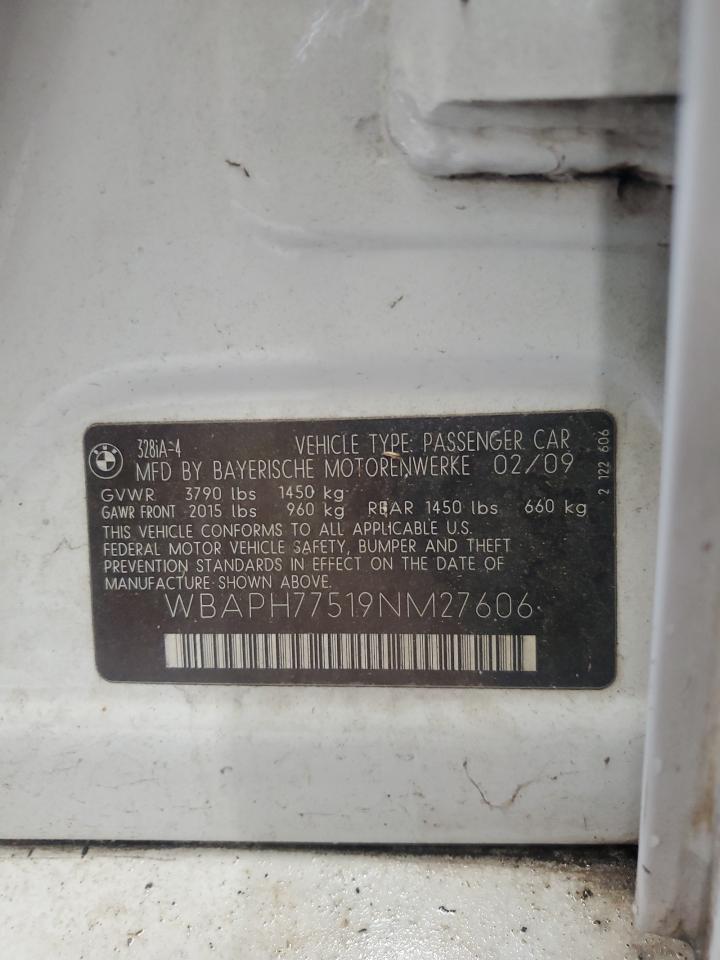 BMW
328iA-4 VEHICLE TYPE: PASSENGER CAR
MFD BY BAYERISCHE MOTORENWERKE 02/09
GVWR 3790 lbs 1450 kg
GAWR FRONT 2015 lbs 960 kg REAR 1450 lbs 660 kg
THIS VEHICLE CONFORMS TO ALL APPLICABLE U.S.
FEDERAL MOTOR VEHICLE SAFETY, BUMPER AND THEFT
PREVENTION STANDARDS IN EFFECT ON THE DATE OF
MANUFACTURE SHOWN ABOVE.
WBAPH77519NM27606
2 122 606